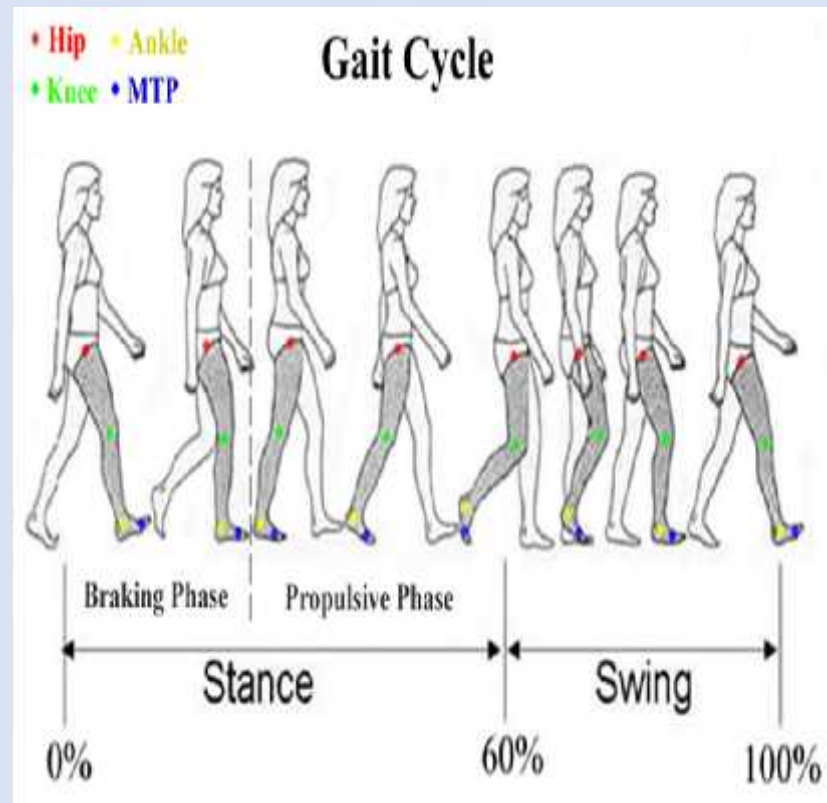 Gait Cycle
• Hip • Ankle
• Knee • MTP
Braking Phase Propulsive Phase
Stance Swing
0% 60% 100%